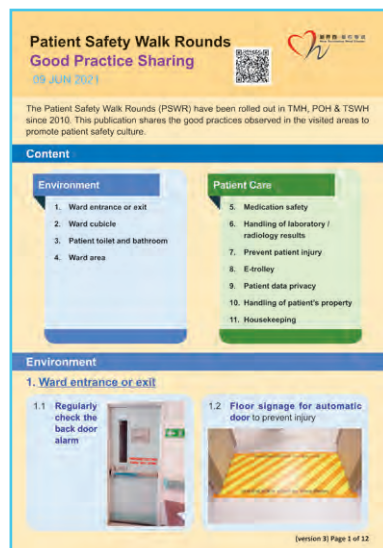 Patient Safety Walk Rounds
Good Practice Sharing
09 JUN 2021
The Patient Safety Walk Rounds (PSWR) have been rolled out in TMH, POH & TSWH
since 2010. This publication shares the good practices observed in the visited areas to
promote patient safety culture.
Content
Environment
1. Ward entrance or exit
2. Ward cubicle
3. Patient toilet and bathroom
4. Ward area
Patient Care
5. Medication safety
6. Handling of laboratory /
radiology results
7. Prevent patient injury
8. E-trolley
9. Patient data privacy
10. Handling of patient's property
11. Housekeeping
Environment
1. Ward entrance or exit
1.1 Regularly
check the
back door
alarm
1.2 Floor signage for automatic
door to prevent injury
(version 3) Page 1 of 12